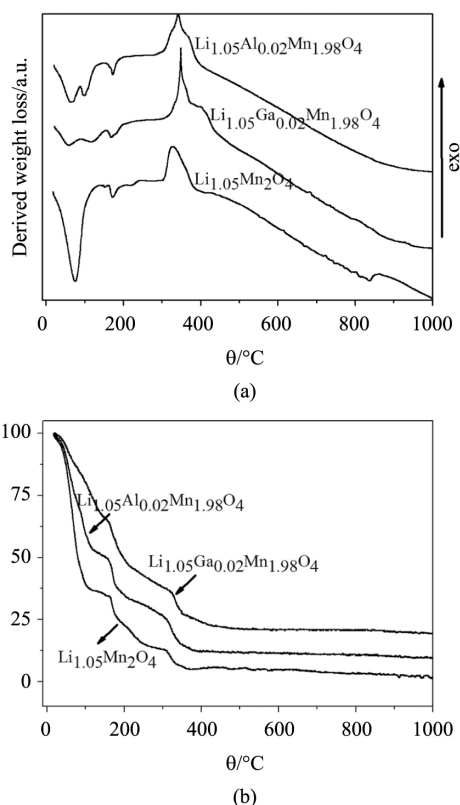 Derived weight loss/a.u.
Li1.05Al0.02Mn1.98O4
Li1.05Ga0.02Mn1.98O4
Li1.05Mn2O4
exo
0 200 400 600 800 1000
θ/°C
(a)
100
75
50
25
0
Li1.05Al0.02Mn1.98O4
Li1.05Ga0.02Mn1.98O4
Li1.05Mn2O4
0 200 400 600 800 1000
θ/°C
(b)